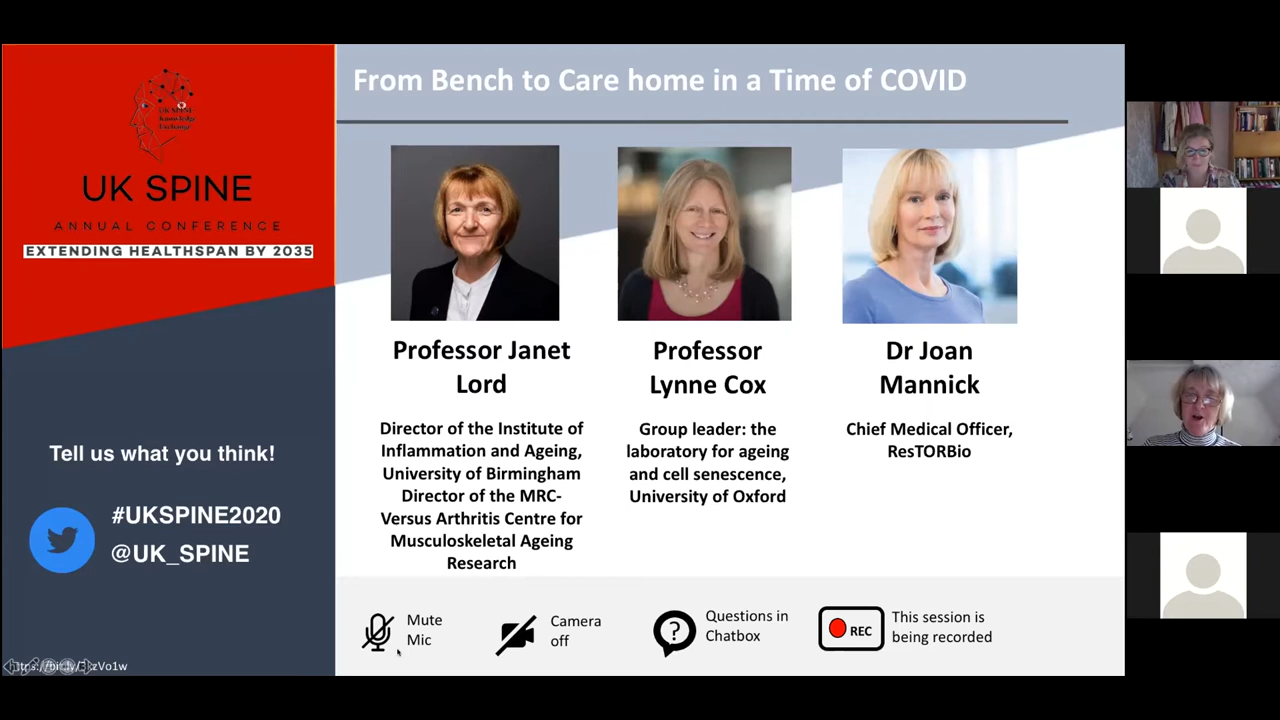 From Bench to Care home in a Time of COVID
UK SPINE
Knowledge
Exchange
UK SPINE
ANNUAL CONFERENCE
EXTENDING HEALTHSPAN BY 2035
Tell us what you think!
#UKSPINE2020
@UK_SPINE
Professor Janet
Lord
Director of the Institute of
Inflammation and Ageing,
University of Birmingham
Director of the MRC-
Versus Arthritis Centre for
Musculoskeletal Ageing
Research
Professor
Lynne Cox
Group leader: the
laboratory for ageing
and cell senescence,
University of Oxford
Dr Joan
Mannick
Chief Medical Officer,
ResTORBio
Mute
Mic
Camera
off
?
Questions in
Chatbox
REC
This session is
being recorded